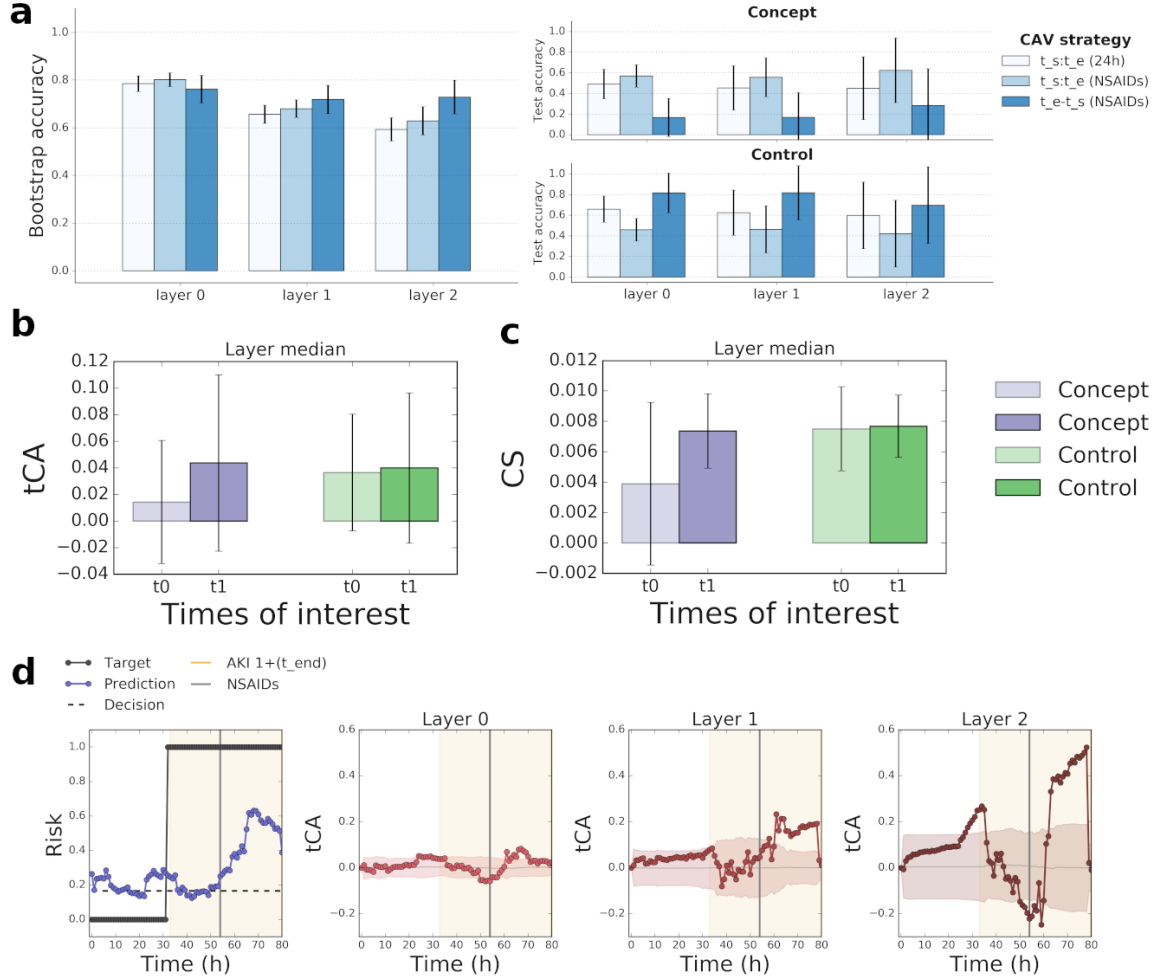 a
Bootstrap accuracy
1.0
0.8
0.6
0.4
0.2
0.0
layer 0 layer 1 layer 2
Concept
Test accuracy
1.0
0.8
0.6
0.4
0.2
0.0
Control
Test accuracy
1.0
0.8
0.6
0.4
0.2
0.0
layer 0 layer 1 layer 2
CAV strategy
t_s:t_e (24h)
t_s:t_e (NSAIDs)
t_e-t_s (NSAIDs)
b
Layer median
tCA
0.12
0.10
0.08
0.06
0.04
0.02
0.00
−0.02
−0.04
t0 t1 t0 t1
Times of interest
c
Layer median
CS
0.012
0.010
0.008
0.006
0.004
0.002
0.000
−0.002
t0 t1 t0 t1
Times of interest
Concept
Concept
Control
Control
d
Target
Prediction
Decision
AKI 1+(t_end)
NSAIDs
Risk
1.0
0.8
0.6
0.4
0.2
0.0
0 10 20 30 40 50 60 70 80
Time (h)
Layer 0
tCA
0.6
0.4
0.2
0.0
−0.2
0 10 20 30 40 50 60 70 80
Time (h)
Layer 1
tCA
0.6
0.4
0.2
0.0
−0.2
0 10 20 30 40 50 60 70 80
Time (h)
Layer 2
tCA
0.6
0.4
0.2
0.0
−0.2
0 10 20 30 40 50 60 70 80
Time (h)